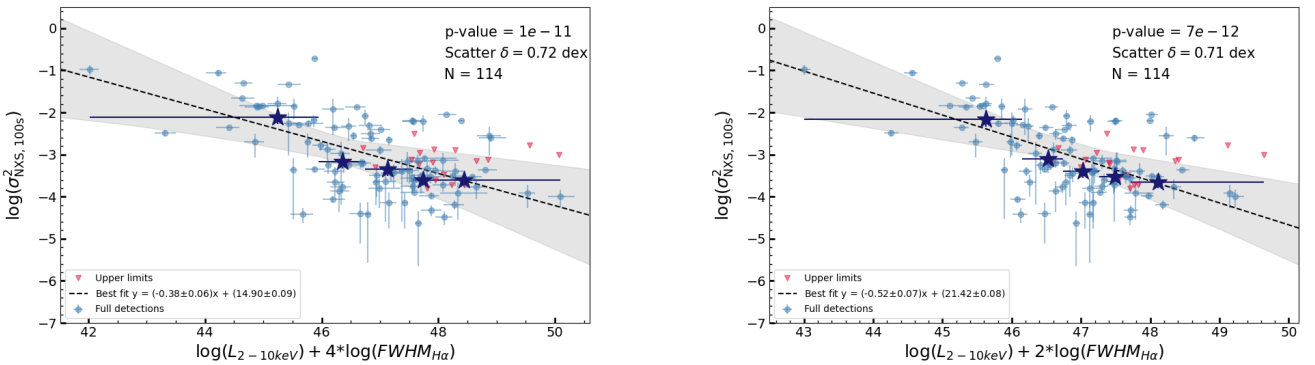 p-value = 1e − 11
Scatter δ = 0.72 dex
N = 114
log(σ²NXS, 100s)
0
−1
−2
−3
−4
−5
−6
−7
Upper limits
Best fit y = (-0.38±0.06)x + (14.90±0.09)
Full detections
42
44
46
48
50
log(L2−10keV) + 4*log(FWHMHα)
p-value = 7e − 12
Scatter δ = 0.71 dex
N = 114
log(σ²NXS, 100s)
0
−1
−2
−3
−4
−5
−6
−7
Upper limits
Best fit y = (-0.52±0.07)x + (21.42±0.08)
Full detections
43
44
45
46
47
48
49
50
log(L2−10keV) + 2*log(FWHMHα)